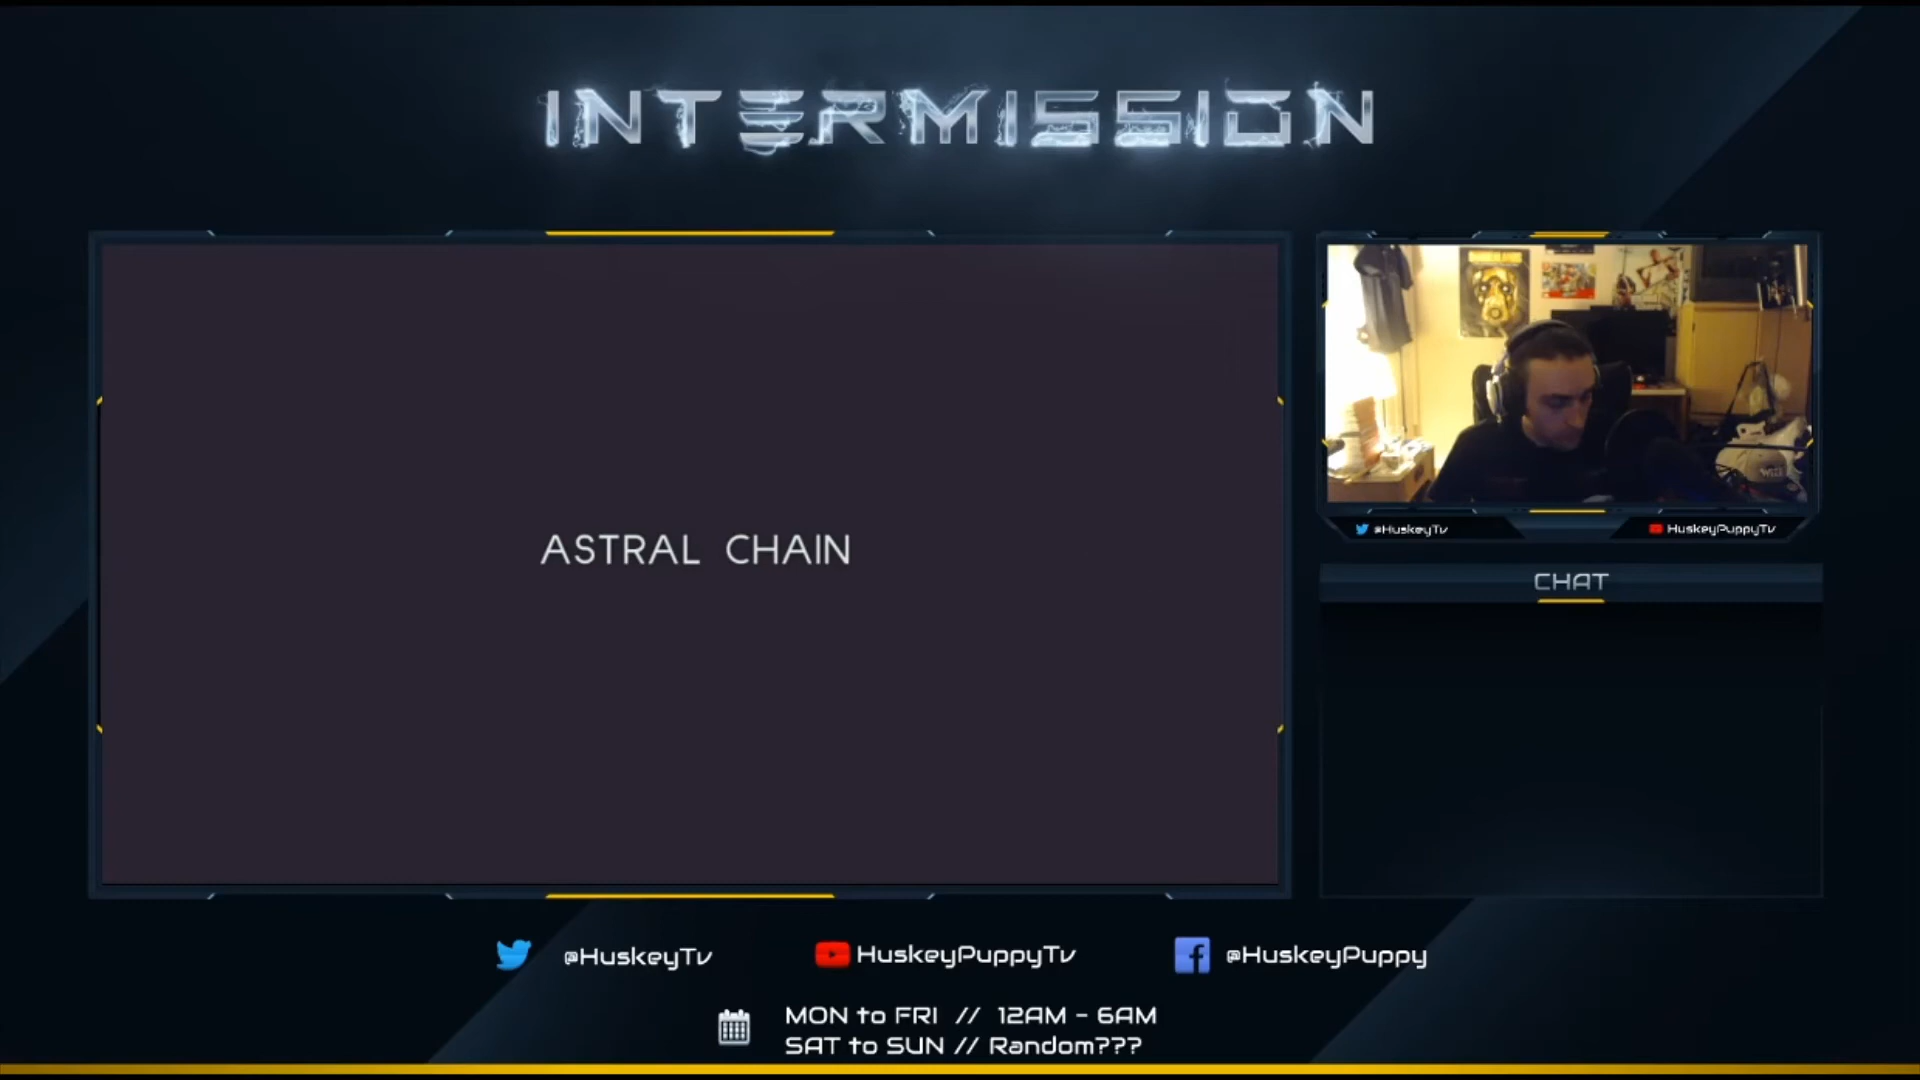 INTERMISSION
ASTRAL CHAIN
@HuskeyTv
HuskeyPuppyTv
CHAT
@HuskeyTv
HuskeyPuppyTv
@HuskeyPuppy
MON to FRI // 12AM - 6AM
SAT to SUN // Random???